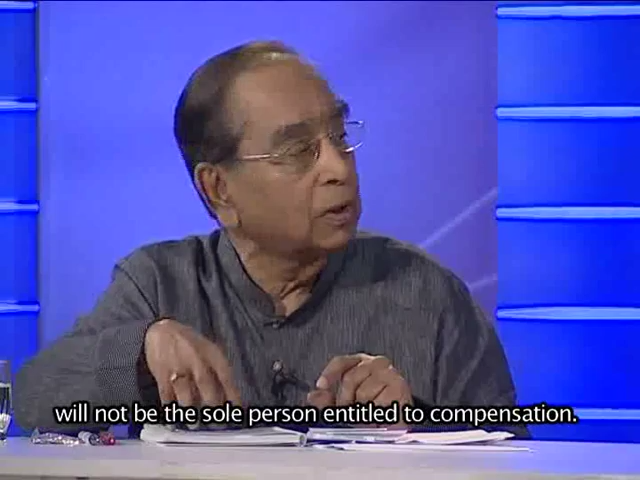 will not be the sole person entitled to compensation.